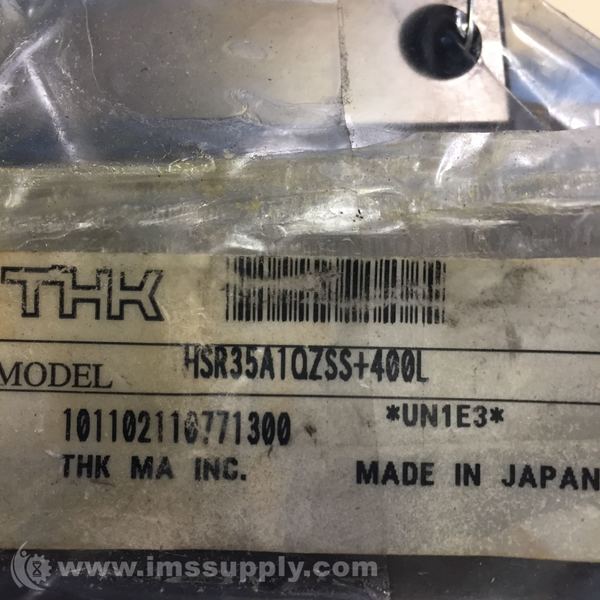 THK
MODEL HSR35A1QZSS+400L
101102110771300 *UN1E3*
THK MA INC. MADE IN JAPAN
www.imssupply.com